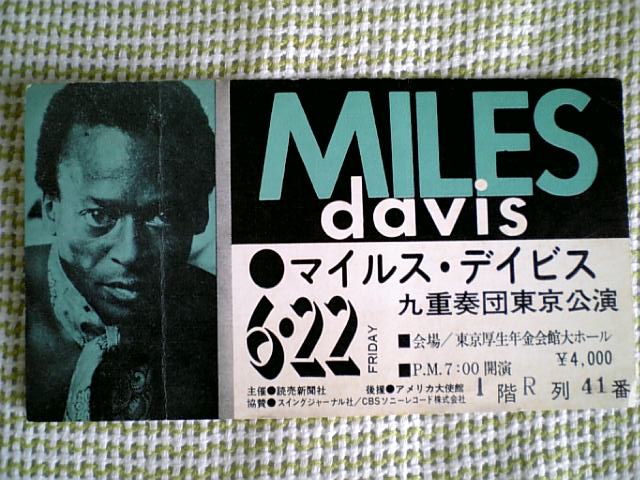 MILES
davis
●マイルス・デイビス
九重奏団東京公演
6・22
FRIDAY
■会場/東京厚生年金会館大ホール
¥4,000
■P.M.7:00開演
主催●読売新聞社 後援●アメリカ大使館
協賛●スイングジャーナル社/CBSソニーレコード株式会社
1階R列41番